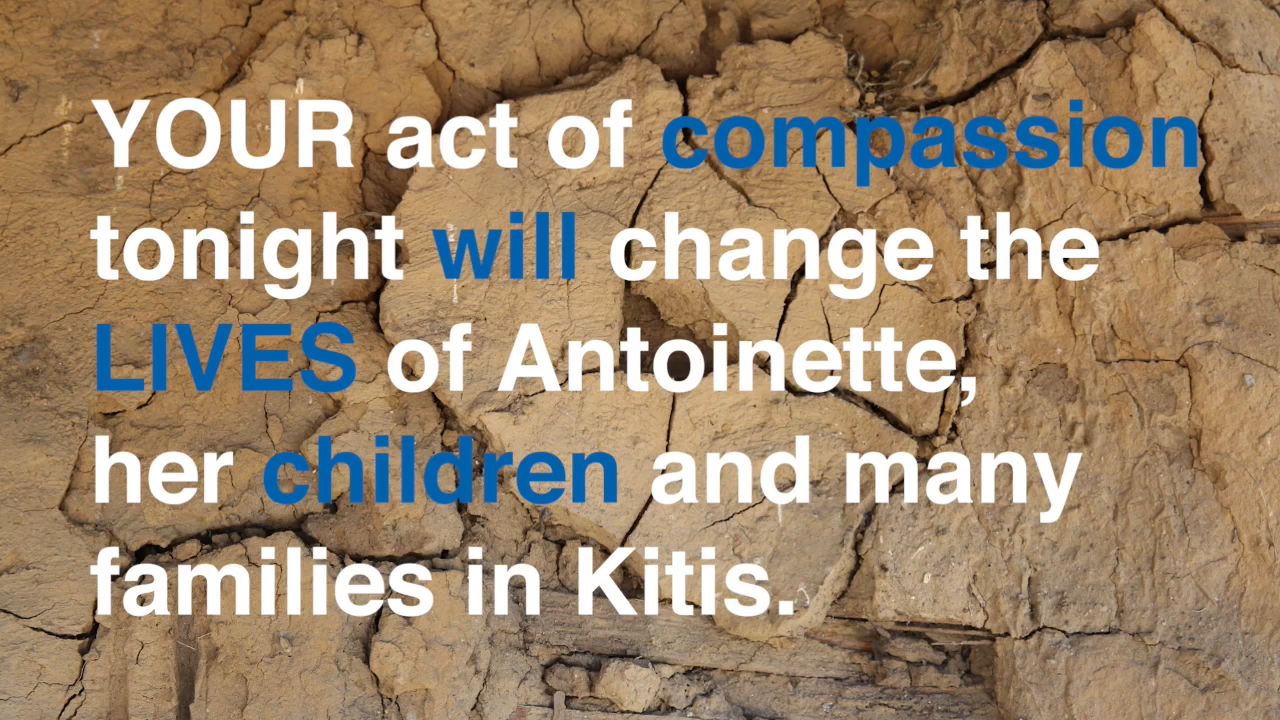 YOUR act of compassion
tonight will change the
LIVES of Antoinette,
her children and many
families in Kitis.